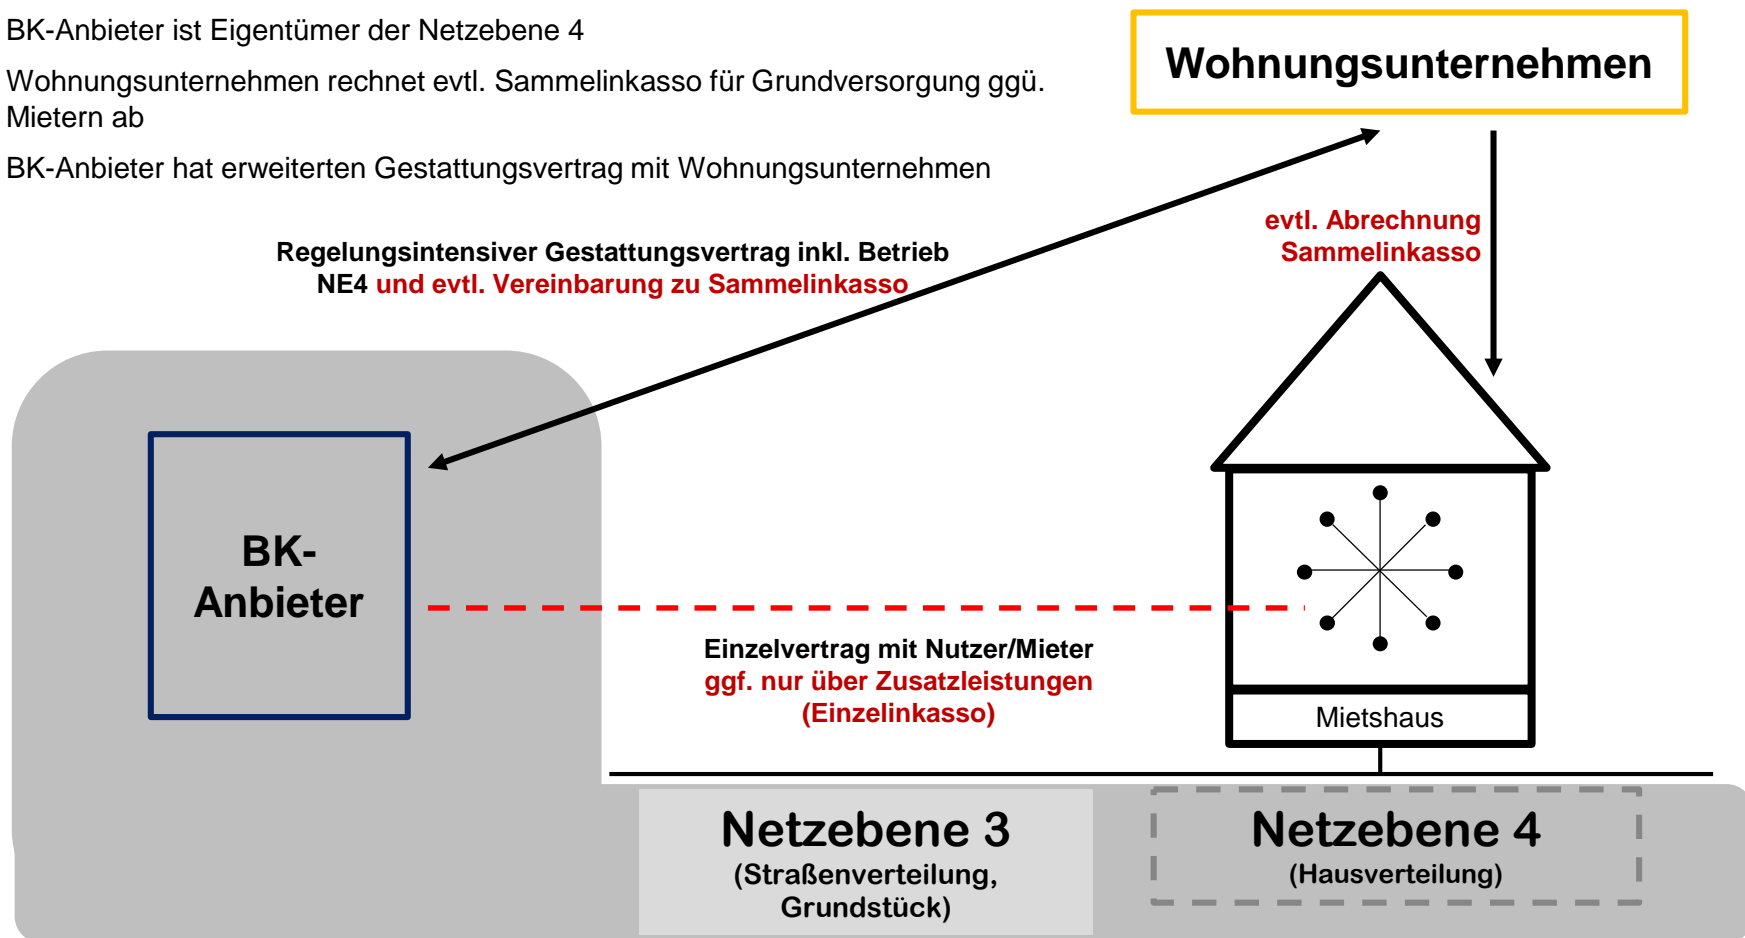 BK-Anbieter ist Eigentümer der Netzebene 4
Wohnungsunternehmen rechnet evtl. Sammelinkasso für Grundversorgung ggü.
Mietern ab
BK-Anbieter hat erweiterten Gestattungsvertrag mit Wohnungsunternehmen
Wohnungsunternehmen
Regelungsintensiver Gestattungsvertrag inkl. Betrieb
NE4 und evtl. Vereinbarung zu Sammelinkasso
evtl. Abrechnung
Sammelinkasso
BK-
Anbieter
Einzelvertrag mit Nutzer/Mieter
ggf. nur über Zusatzleistungen
(Einzelinkasso)
Mietshaus
Netzebene 3
(Straßenverteilung,
Grundstück)
Netzebene 4
(Hausverteilung)